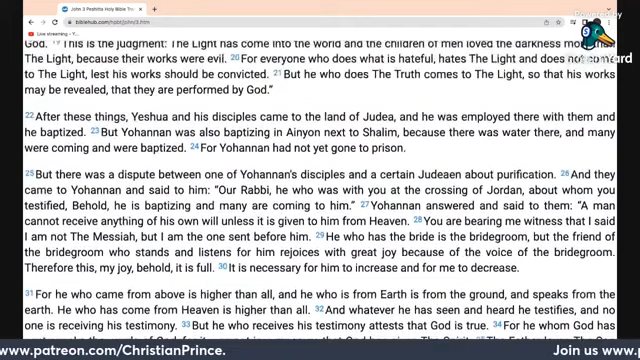 John 3 Peshitta Holy Bible Tra
biblehub.com/hpbt/john/3.htm
Live streaming - Y...
Powered by
God. 19 This is the judgment: The Light has come into the world and the children of men loved the darkness more than
The Light, because their works were evil. 20 For everyone who does what is hateful, hates The Light and does not come
to The Light, lest his works should be convicted. 21 But he who does The Truth comes to The Light, so that his works
may be revealed, that they are performed by God.”
22 After these things, Yeshua and his disciples came to the land of Judea, and he was employed there with them and
he baptized. 23 But Yohannan was also baptizing in Ainyon next to Shalim, because there was water there, and many
were coming and were baptized. 24 For Yohannan had not yet gone to prison.
25 But there was a dispute between one of Yohannan's disciples and a certain Judaean about purification. 26 And they
came to Yohannan and said to him: “Our Rabbi, he who was with you at the crossing of Jordan, about whom you
testified, Behold, he is baptizing and many are coming to him.” 27 Yohannan answered and said to them: “A man
cannot receive anything of his own will unless it is given to him from Heaven. 28 You are bearing me witness that I said
I am not The Messiah, but I am the one sent before him. 29 He who has the bride is the bridegroom, but the friend of
the bridegroom who stands and listens for him rejoices with great joy because of the voice of the bridegroom.
Therefore this, my joy, behold, it is full. 30 It is necessary for him to increase and for me to decrease.
31 For he who came from above is higher than all, and he who is from Earth is from the ground, and speaks from the
earth. He who has come from Heaven is higher than all. 32 And whatever he has seen and heard he testifies, and no
one is receiving his testimony. 33 But he who receives his testimony attests that God is true. 34 For he whom God has
www.patreon.com/ChristianPrince.
Join us www.p